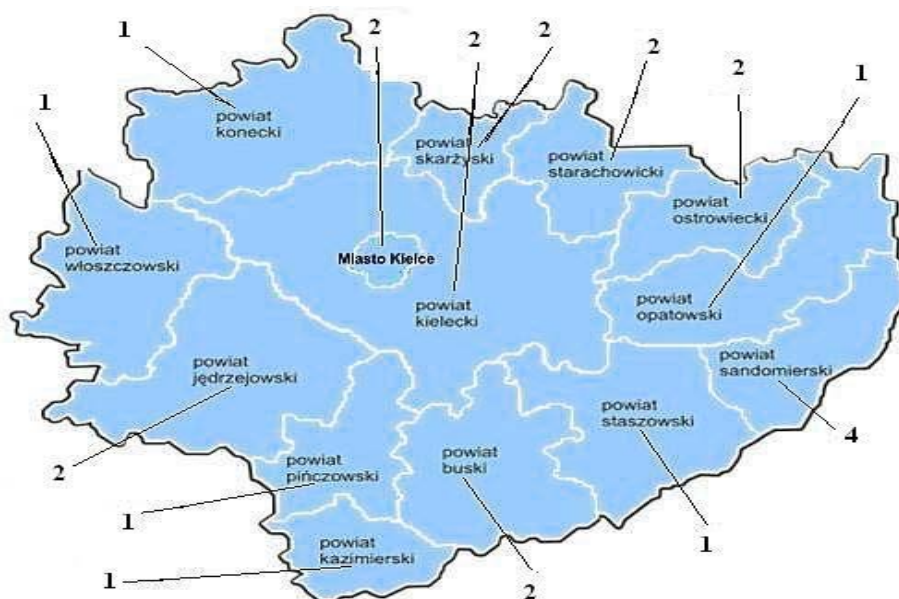 1
2
2
2
2
2
1
1
powiat
konecki
powiat
skarżyski
powiat
starachowicki
powiat
ostrowiecki
powiat
włoszczowski
Miasto Kielce
powiat
kielecki
powiat
opatowski
powiat
sandomierski
powiat
jędrzejowski
powiat
staszowski
4
2
powiat
pińczowski
powiat
buski
1
1
powiat
kazimierski
1
2